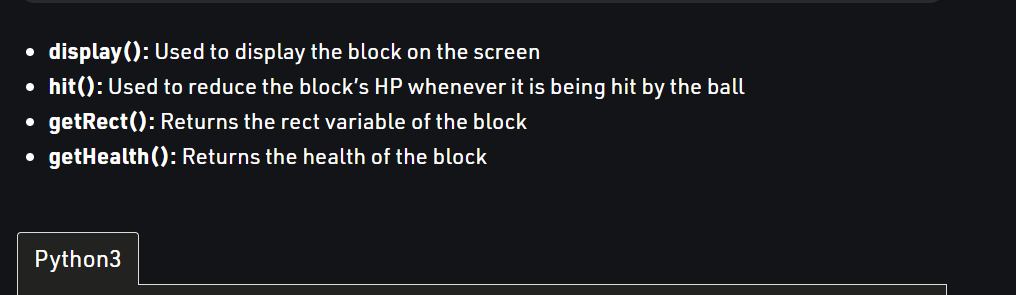 • display(): Used to display the block on the screen
• hit(): Used to reduce the block’s HP whenever it is being hit by the ball
• getRect(): Returns the rect variable of the block
• getHealth(): Returns the health of the block
Python3